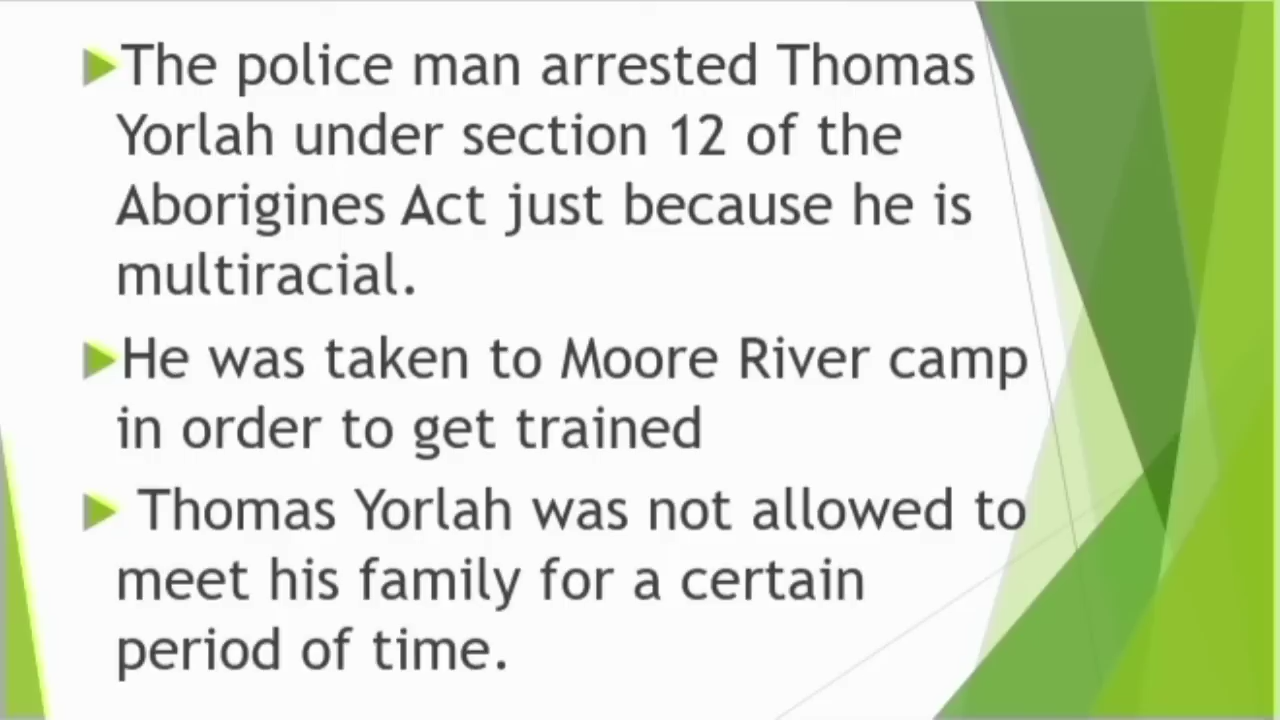 The police man arrested Thomas
Yorlah under section 12 of the
Aborigines Act just because he is
multiracial.
He was taken to Moore River camp
in order to get trained
Thomas Yorlah was not allowed to
meet his family for a certain
period of time.